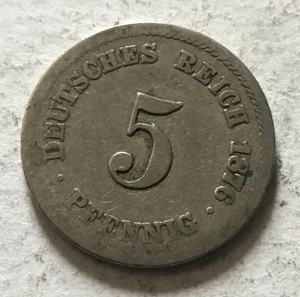 DEUTSCHES REICH 1876
5
· PFENNIG ·